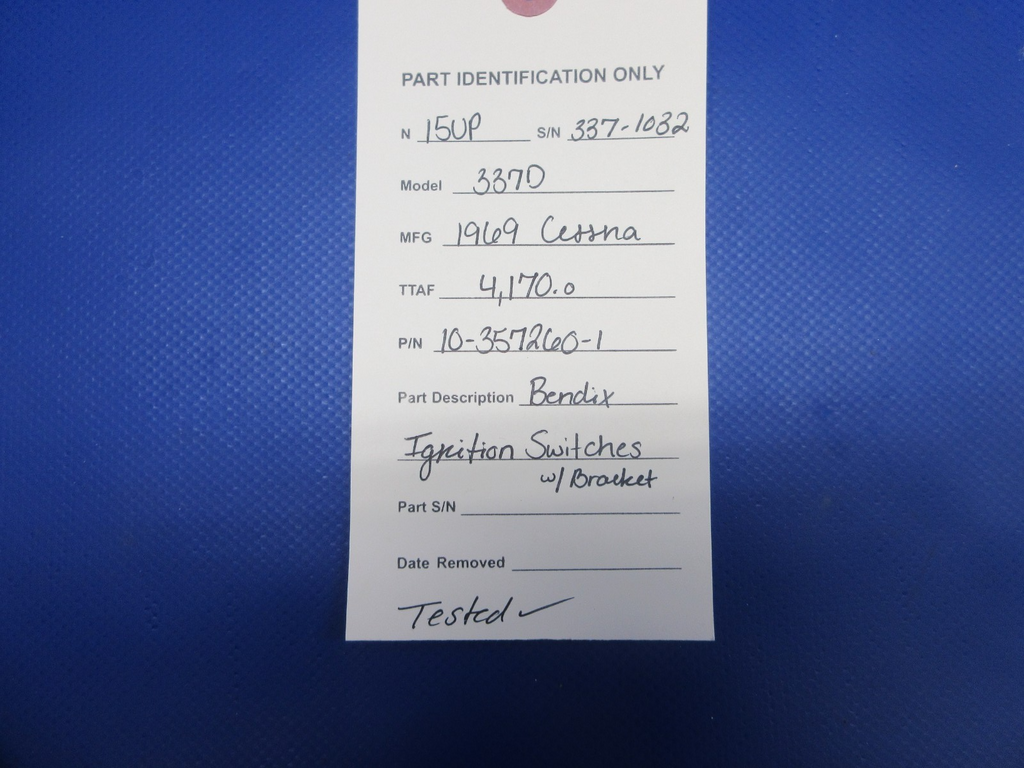 PART IDENTIFICATION ONLY
N 15UP S/N 337-1032
Model 337D
MFG 1969 Cessna
TTAF 4,170.0
P/N 10-357260-1
Part Description Bendix
Ignition Switches
w/ Bracket
Part S/N
Date Removed
Tested ✓